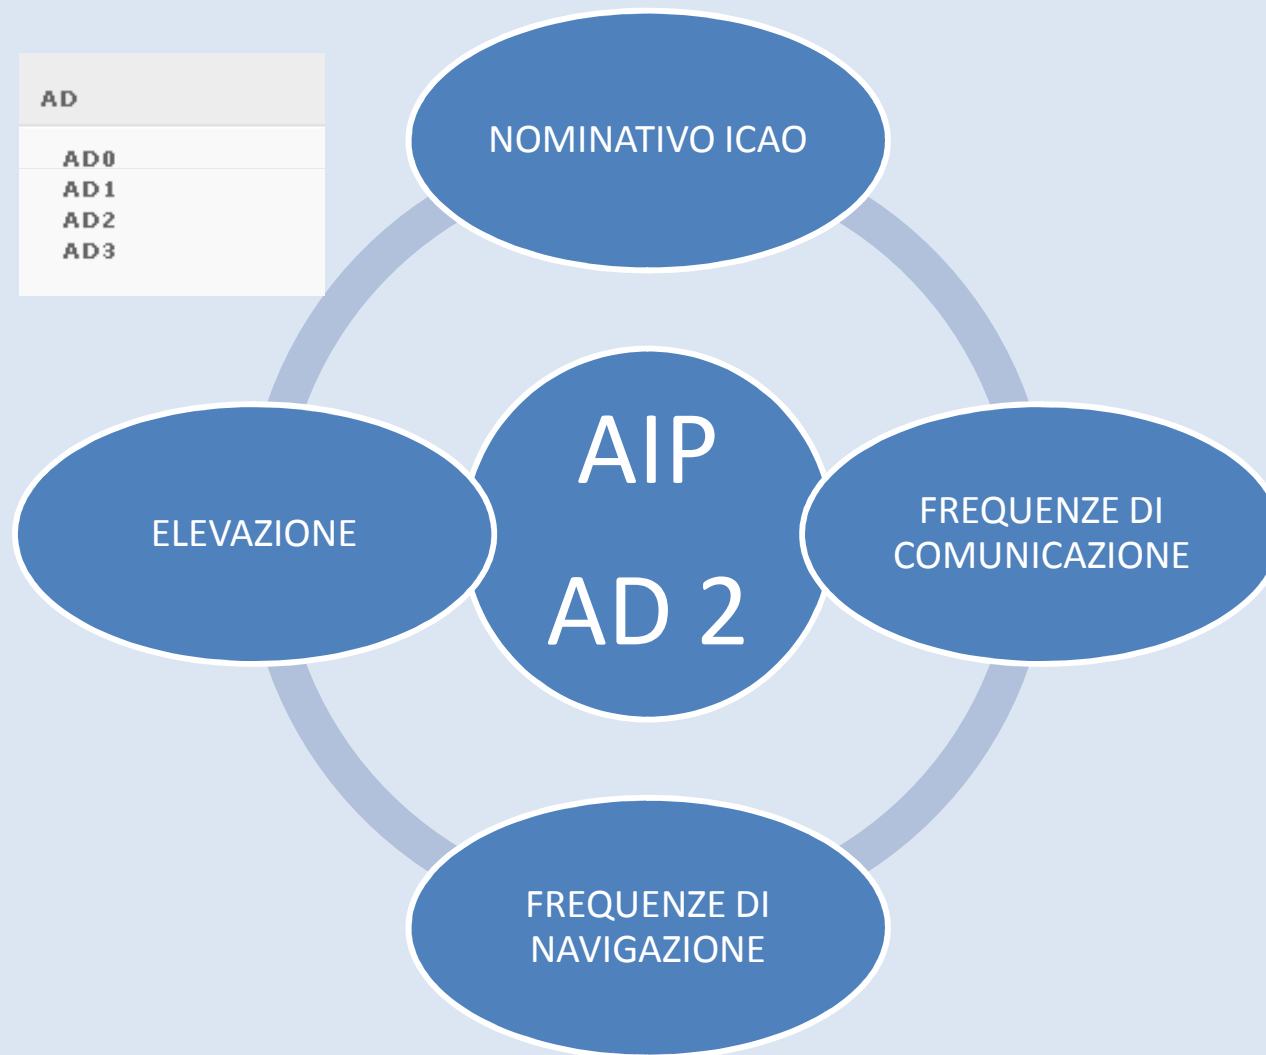 AD
AD0
AD1
AD2
AD3
NOMINATIVO ICAO
AIP
AD 2
ELEVAZIONE
FREQUENZE DI
COMUNICAZIONE
FREQUENZE DI
NAVIGAZIONE